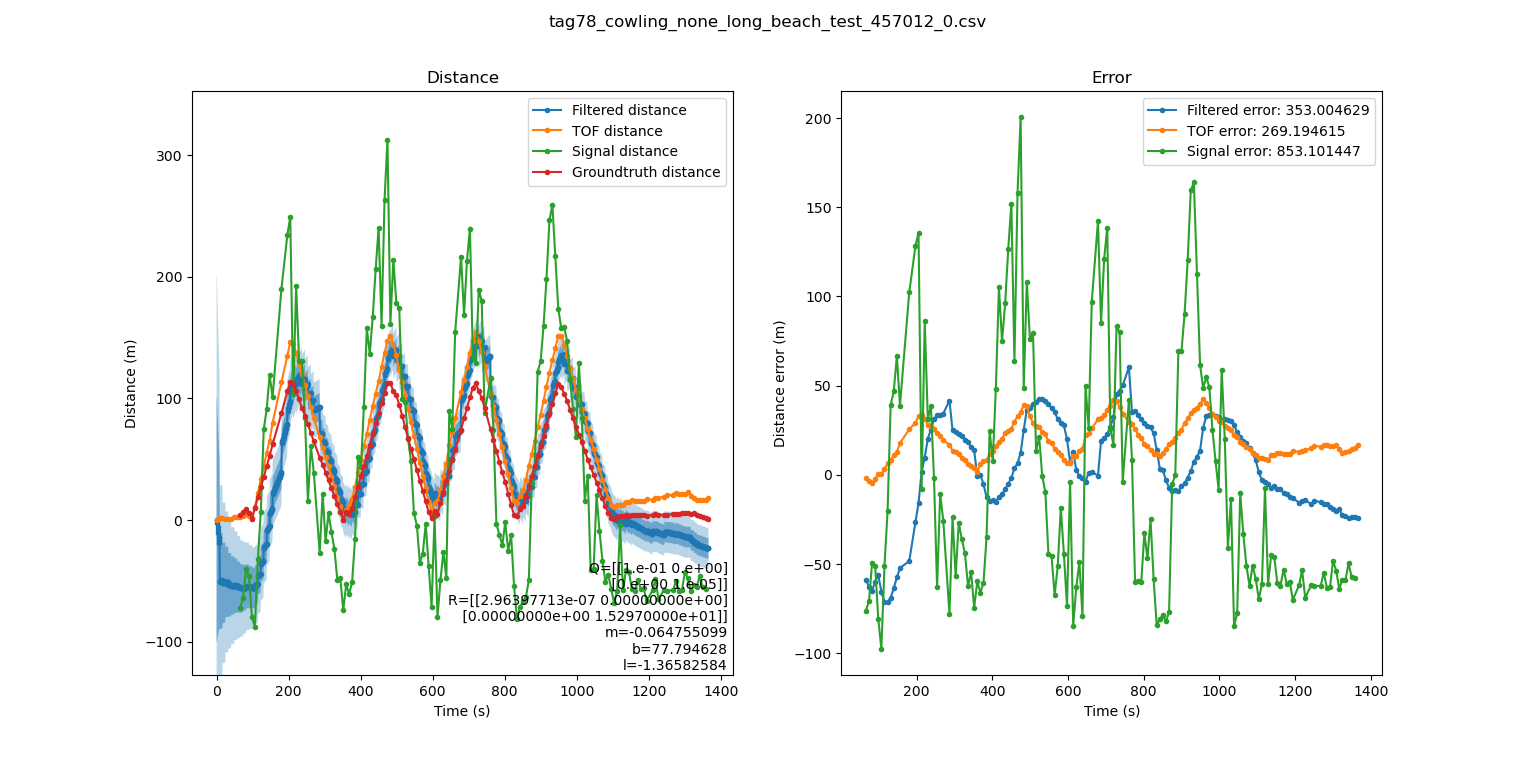 tag78_cowling_none_long_beach_test_457012_0.csv
Distance
Distance (m)
300
200
100
0
−100
Filtered distance
TOF distance
Signal distance
Groundtruth distance
Q=[[1.e-01 0.e+00]
[0.e+00 1.e-05]]
R=[[2.96397713e-07 0.00000000e+00]
[0.00000000e+00 1.52970000e+01]]
m=-0.064755099
b=77.794628
l=-1.36582584
0 200 400 600 800 1000 1200 1400
Time (s)
Error
Distance error (m)
200
150
100
50
0
−50
−100
Filtered error: 353.004629
TOF error: 269.194615
Signal error: 853.101447
200 400 600 800 1000 1200 1400
Time (s)